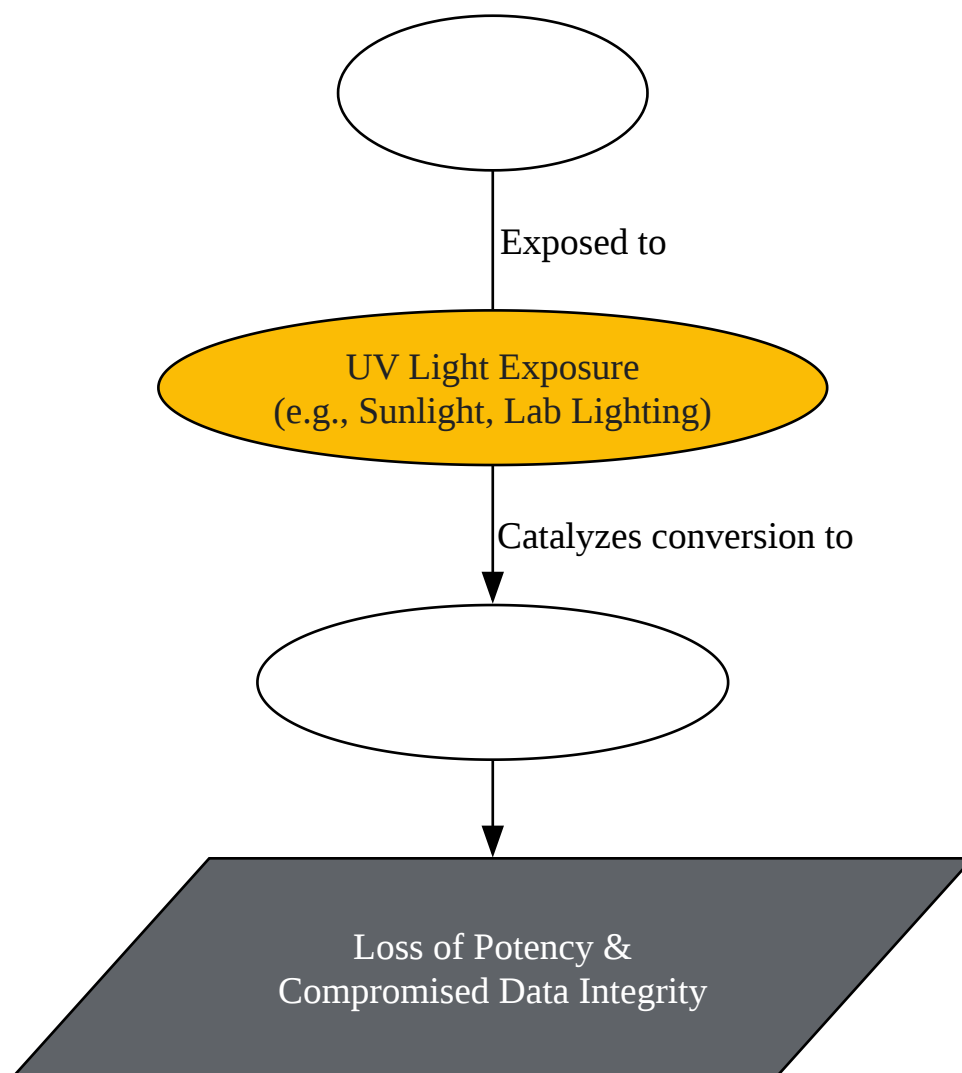 Exposed to
UV Light Exposure
(e.g., Sunlight, Lab Lighting)
Catalyzes conversion to
Loss of Potency &
Compromised Data Integrity